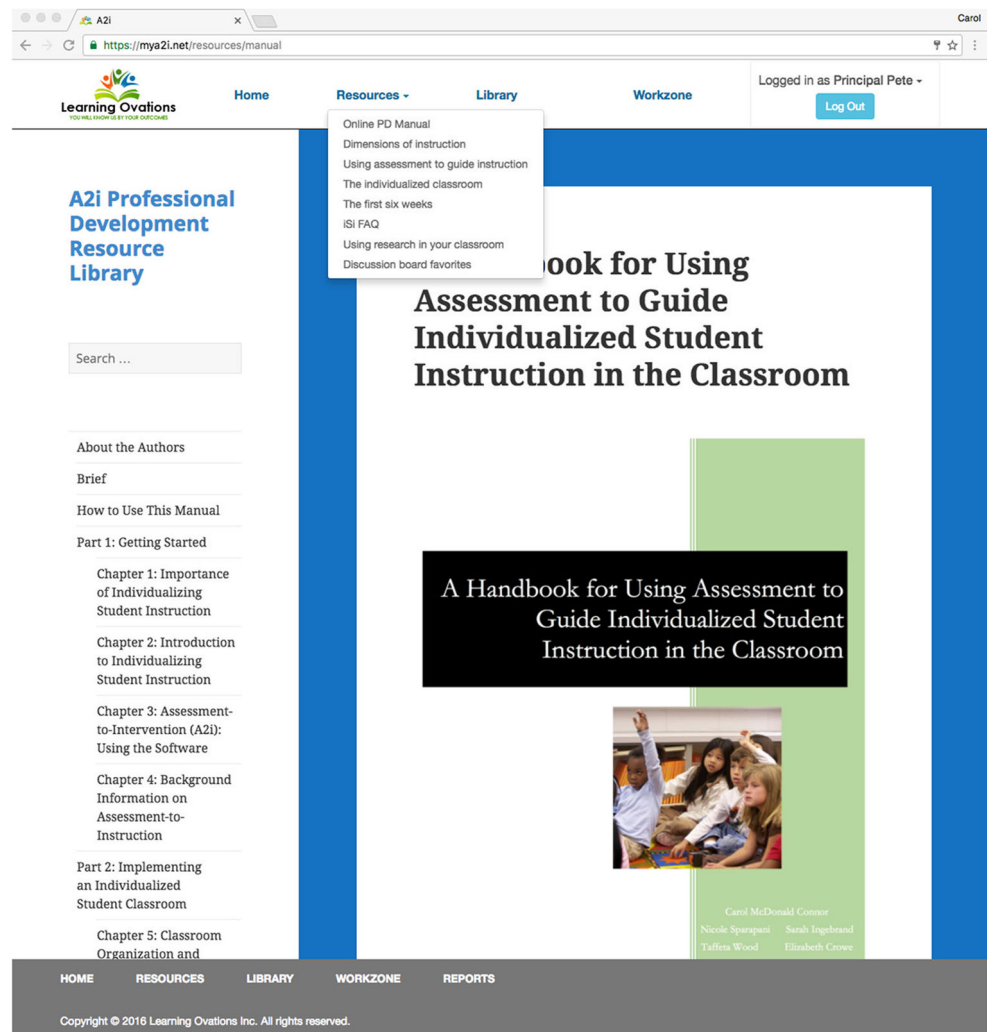 A2i
Carol
https://mya2i.net/resources/manual
Learning Ovations
YOU WILL KNOW US BY YOUR OUTCOMES
Home
Resources
Library
Workzone
Logged in as Principal Pete
Log Out
Online PD Manual
Dimensions of instruction
Using assessment to guide instruction
The individualized classroom
The first six weeks
iSi FAQ
Using research in your classroom
Discussion board favorites
A2i Professional
Development
Resource
Library
Search ...
About the Authors
Brief
How to Use This Manual
Part 1: Getting Started
Chapter 1: Importance
of Individualizing
Student Instruction
Chapter 2: Introduction
to Individualizing
Student Instruction
Chapter 3: Assessment-
to-Intervention (A2i):
Using the Software
Chapter 4: Background
Information on
Assessment-to-
Instruction
Part 2: Implementing
an Individualized
Student Classroom
Chapter 5: Classroom
Organization and
ook for Using
Assessment to Guide
Individualized Student
Instruction in the Classroom
A Handbook for Using Assessment to
Guide Individualized Student
Instruction in the Classroom
Carol McDonald Connor
Nicole Sparapani Sarah Ingebrand
Taffeta Wood Elizabeth Crowe
HOME RESOURCES LIBRARY WORKZONE REPORTS
Copyright © 2016 Learning Ovations Inc. All rights reserved.